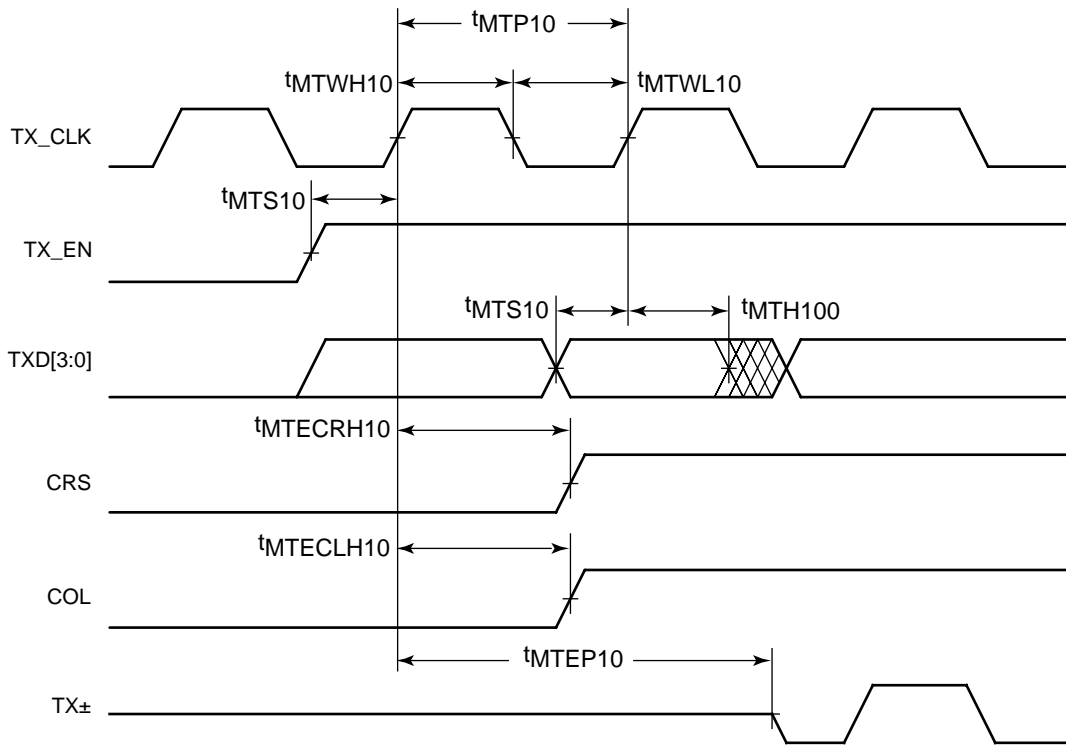 tMTP10
tMTWH10
tMTWL10
TX_CLK
tMTS10
TX_EN
tMTS10
tMTH100
TXD[3:0]
tMTECRH10
CRS
tMTECLH10
COL
tMTEP10
TX±